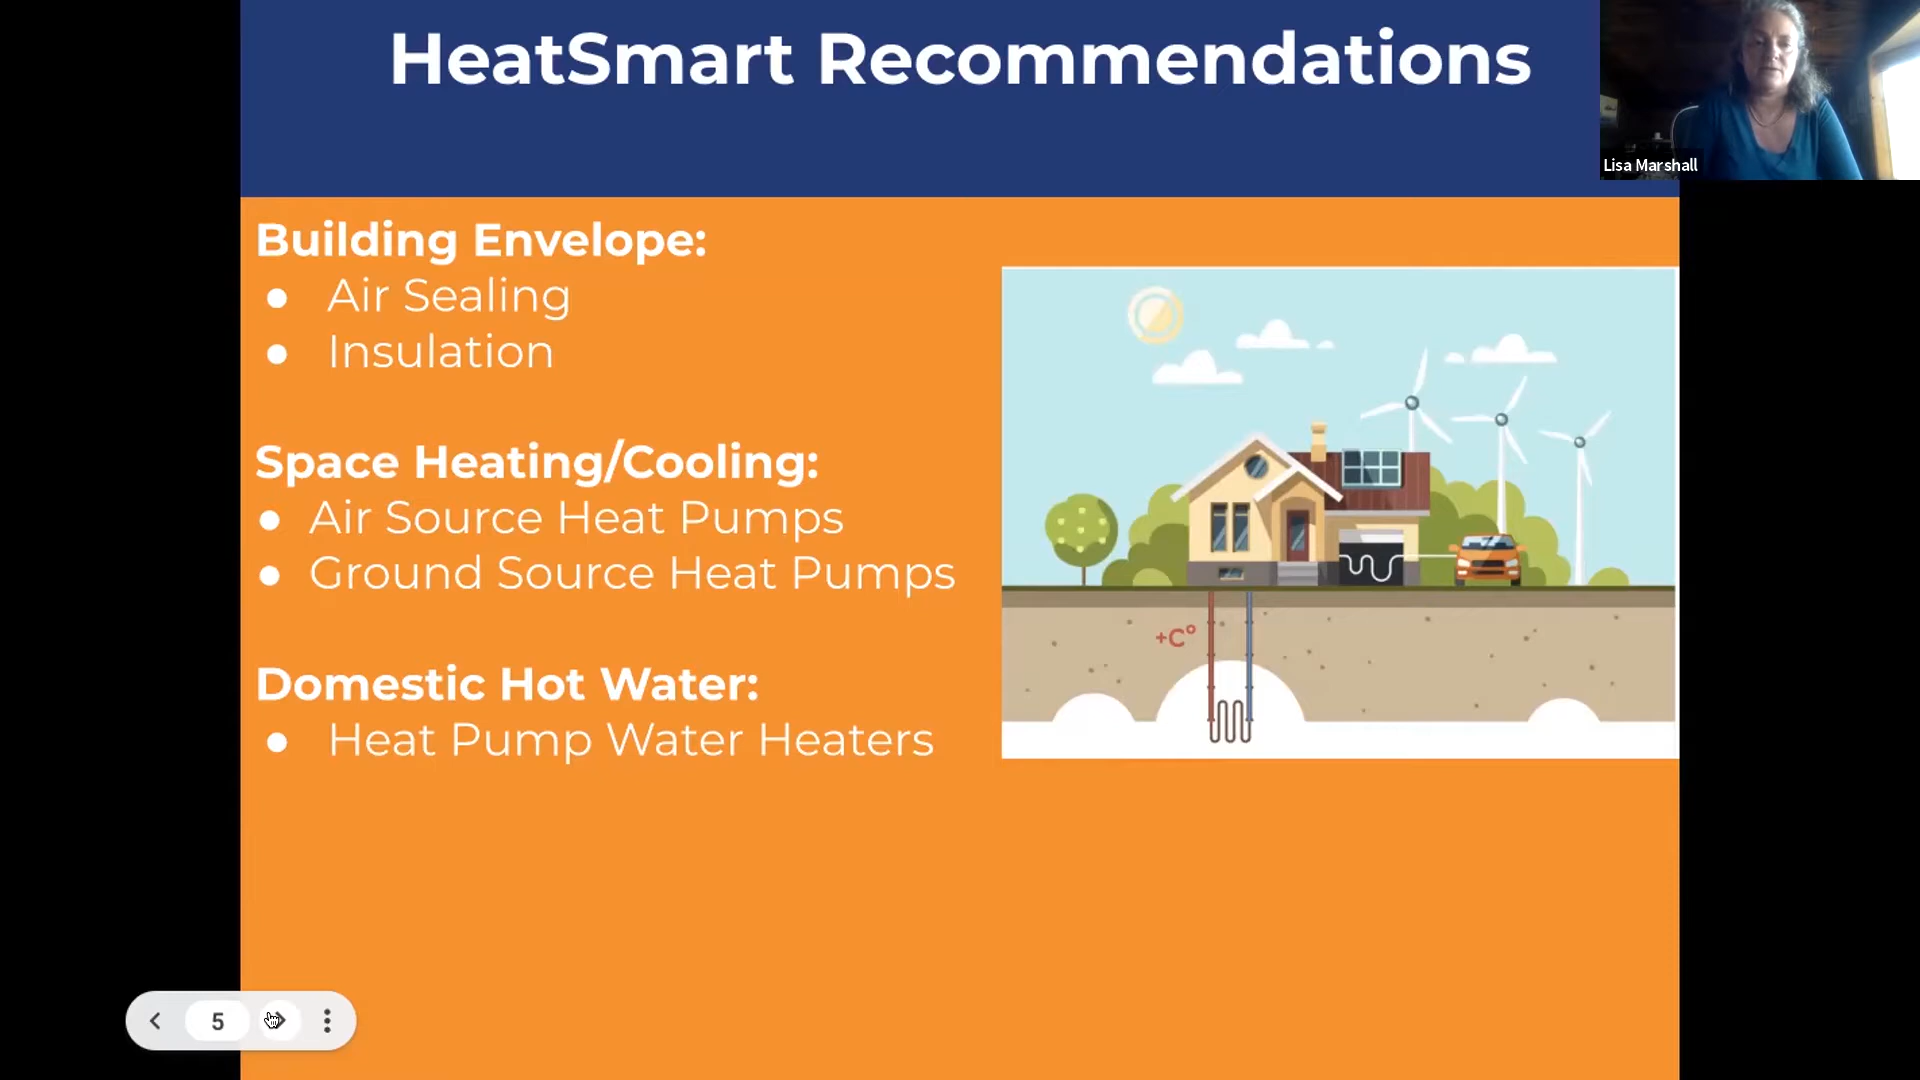 HeatSmart Recommendations
Lisa Marshall
Building Envelope:
● Air Sealing
● Insulation
Space Heating/Cooling:
● Air Source Heat Pumps
● Ground Source Heat Pumps
Domestic Hot Water:
● Heat Pump Water Heaters
+C°
5